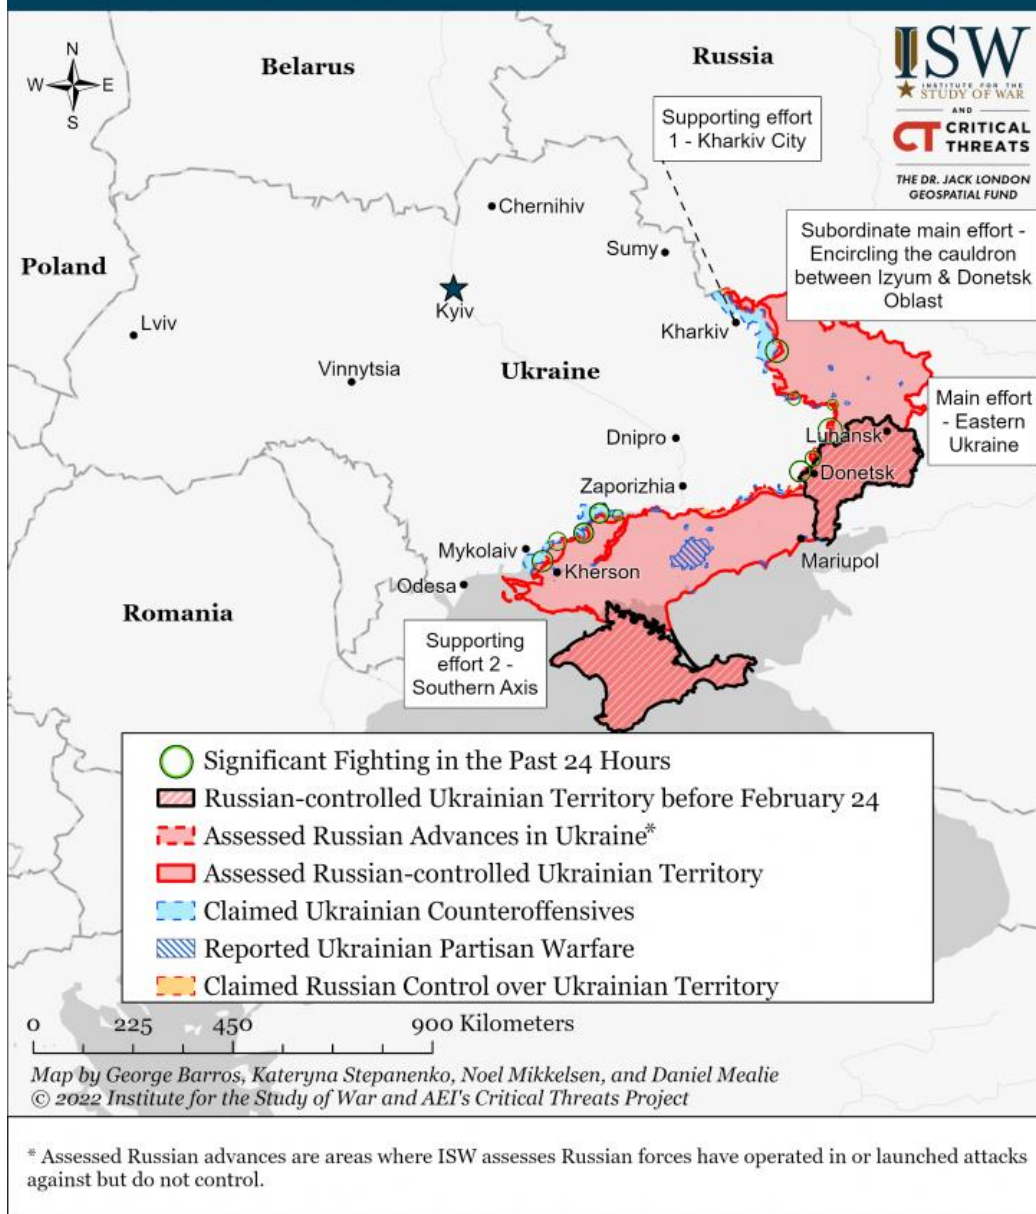 N
W E
S
Belarus
Russia
ISW
INSTITUTE FOR THE
STUDY OF WAR
AND
CT CRITICAL
THREATS
THE DR. JACK LONDON
GEOSPATIAL FUND
Supporting effort
1 - Kharkiv City
Chernihiv
Sumy
Subordinate main effort -
Encircling the cauldron
between Izyum & Donetsk
Oblast
Poland
Kyiv
Lviv
Kharkiv
Vinnytsia
Ukraine
Main effort
- Eastern
Ukraine
Dnipro
Luhansk
Donetsk
Zaporizhia
Mykolaiv
Mariupol
Kherson
Odesa
Romania
Supporting
effort 2 -
Southern Axis
Significant Fighting in the Past 24 Hours
Russian-controlled Ukrainian Territory before February 24
Assessed Russian Advances in Ukraine*
Assessed Russian-controlled Ukrainian Territory
Claimed Ukrainian Counteroffensives
Reported Ukrainian Partisan Warfare
Claimed Russian Control over Ukrainian Territory
0 225 450 900 Kilometers
Map by George Barros, Kateryna Stepanenko, Noel Mikkelsen, and Daniel Mealie
© 2022 Institute for the Study of War and AEI's Critical Threats Project
* Assessed Russian advances are areas where ISW assesses Russian forces have operated in or launched attacks
against but do not control.